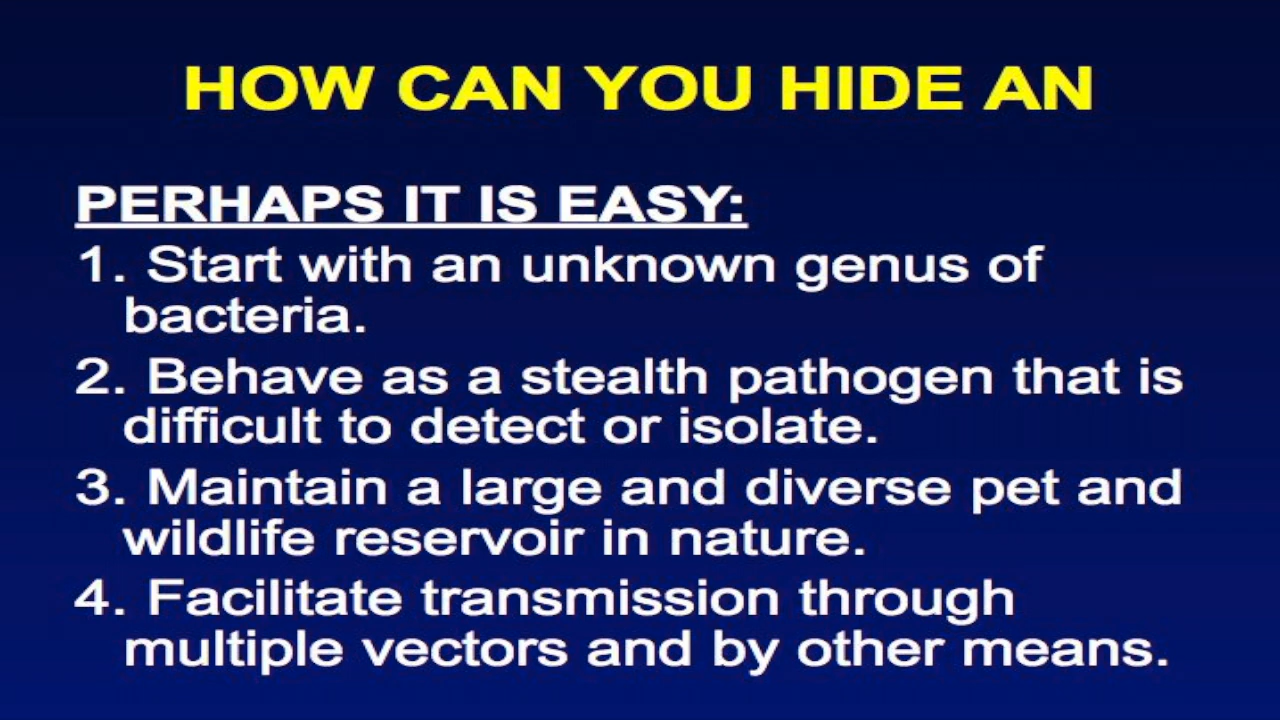 HOW CAN YOU HIDE AN
PERHAPS IT IS EASY:
1. Start with an unknown genus of
bacteria.
2. Behave as a stealth pathogen that is
difficult to detect or isolate.
3. Maintain a large and diverse pet and
wildlife reservoir in nature.
4. Facilitate transmission through
multiple vectors and by other means.